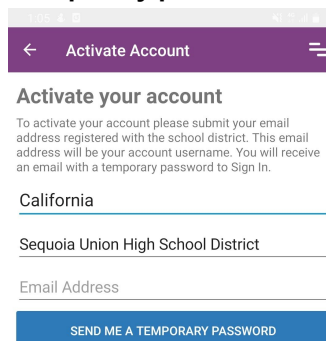 1:05
Activate Account
Activate your account
To activate your account please submit your email
address registered with the school district. This email
address will be your account username. You will receive
an email with a temporary password to Sign In.
California
Sequoia Union High School District
Email Address
SEND ME A TEMPORARY PASSWORD